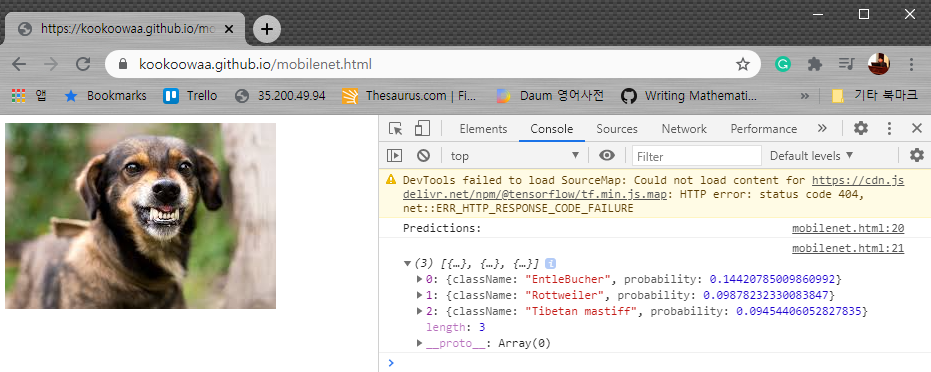 https://kookoowaa.github.io/mo
kookoowaa.github.io/mobilenet.html
앱 Bookmarks Trello 35.200.49.94 Thesaurus.com | Fi... Daum 영어사전 Writing Mathemati... » 기타 북마크
Elements Console Sources Network Performance »
top Filter Default levels
DevTools failed to load SourceMap: Could not load content for https://cdn.js
delivr.net/npm/@tensorflow/tf.min.js.map: HTTP error: status code 404,
net::ERR_HTTP_RESPONSE_CODE_FAILURE
Predictions: mobilenet.html:20
mobilenet.html:21
(3) [{…}, {…}, {…}] i
0: {className: "EntleBucher", probability: 0.14420785009860992}
1: {className: "Rottweiler", probability: 0.09878232330083847}
2: {className: "Tibetan mastiff", probability: 0.09454406052827835}
length: 3
__proto__: Array(0)